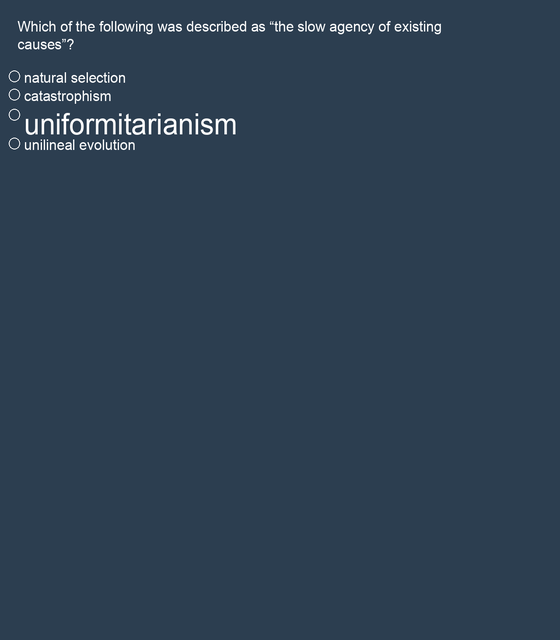 Which of the following was described as “the slow agency of existing
causes”?
natural selection
catastrophism
uniformitarianism
unilineal evolution